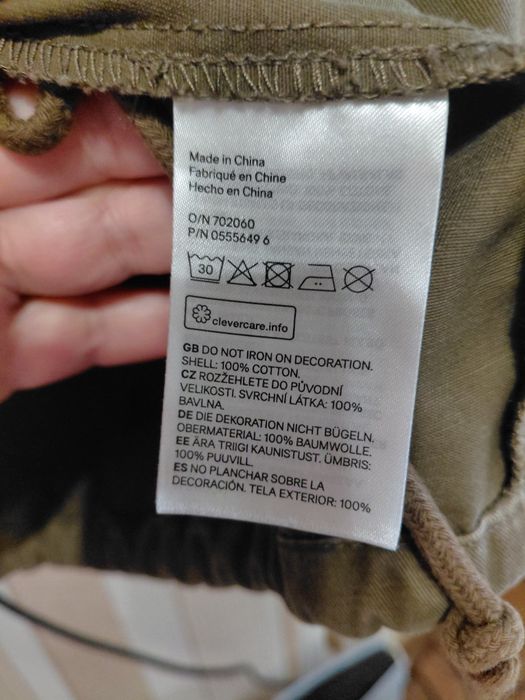 Made in China
Fabriqué en Chine
Hecho en China
O/N 702060
P/N 0555649 6
30
clevercare.info
GB DO NOT IRON ON DECORATION.
SHELL: 100% COTTON.
CZ ROZŽEHLETE DO PŮVODNÍ
VELIKOSTI. SVRCHNÍ LÁTKA: 100%
BAVLNA.
DE DIE DEKORATION NICHT BÜGELN.
OBERMATERIAL: 100% BAUMWOLLE.
EE ÄRA TRIIGI KAUNISTUST. ÜMBRIS:
100% PUUVILL.
ES NO PLANCHAR SOBRE LA
DECORACIÓN. TELA EXTERIOR: 100%